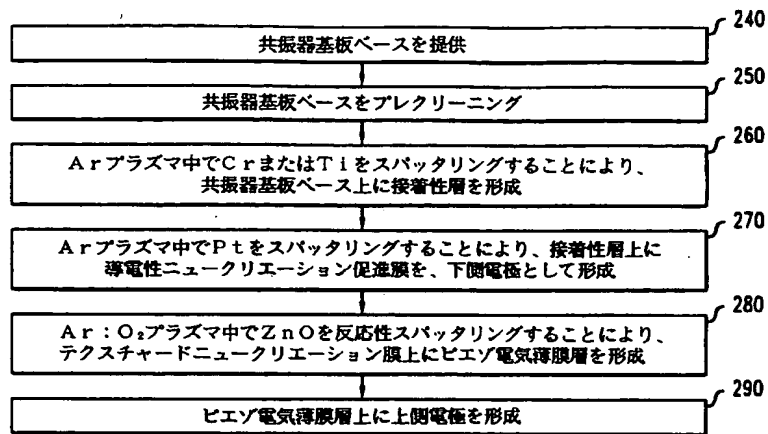 240
共振器基板ベースを提供
250
共振器基板ベースをプレクリーニング
260
Arプラズマ中でCrまたはTiをスパッタリングすることにより、
共振器基板ベース上に接着性層を形成
270
Arプラズマ中でPtをスパッタリングすることにより、接着性層上に
導電性ニュークリエーション促進膜を、下側電極として形成
280
Ar：O₂プラズマ中でZnOを反応性スパッタリングすることにより、
テクスチャードニュークリエーション膜上にピエゾ電気薄膜層を形成
290
ピエゾ電気薄膜層上に上側電極を形成